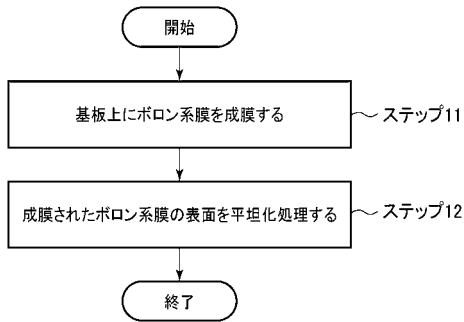 開始
基板上にボロン系膜を成膜する
ステップ11
成膜されたボロン系膜の表面を平坦化処理する
ステップ12
終了